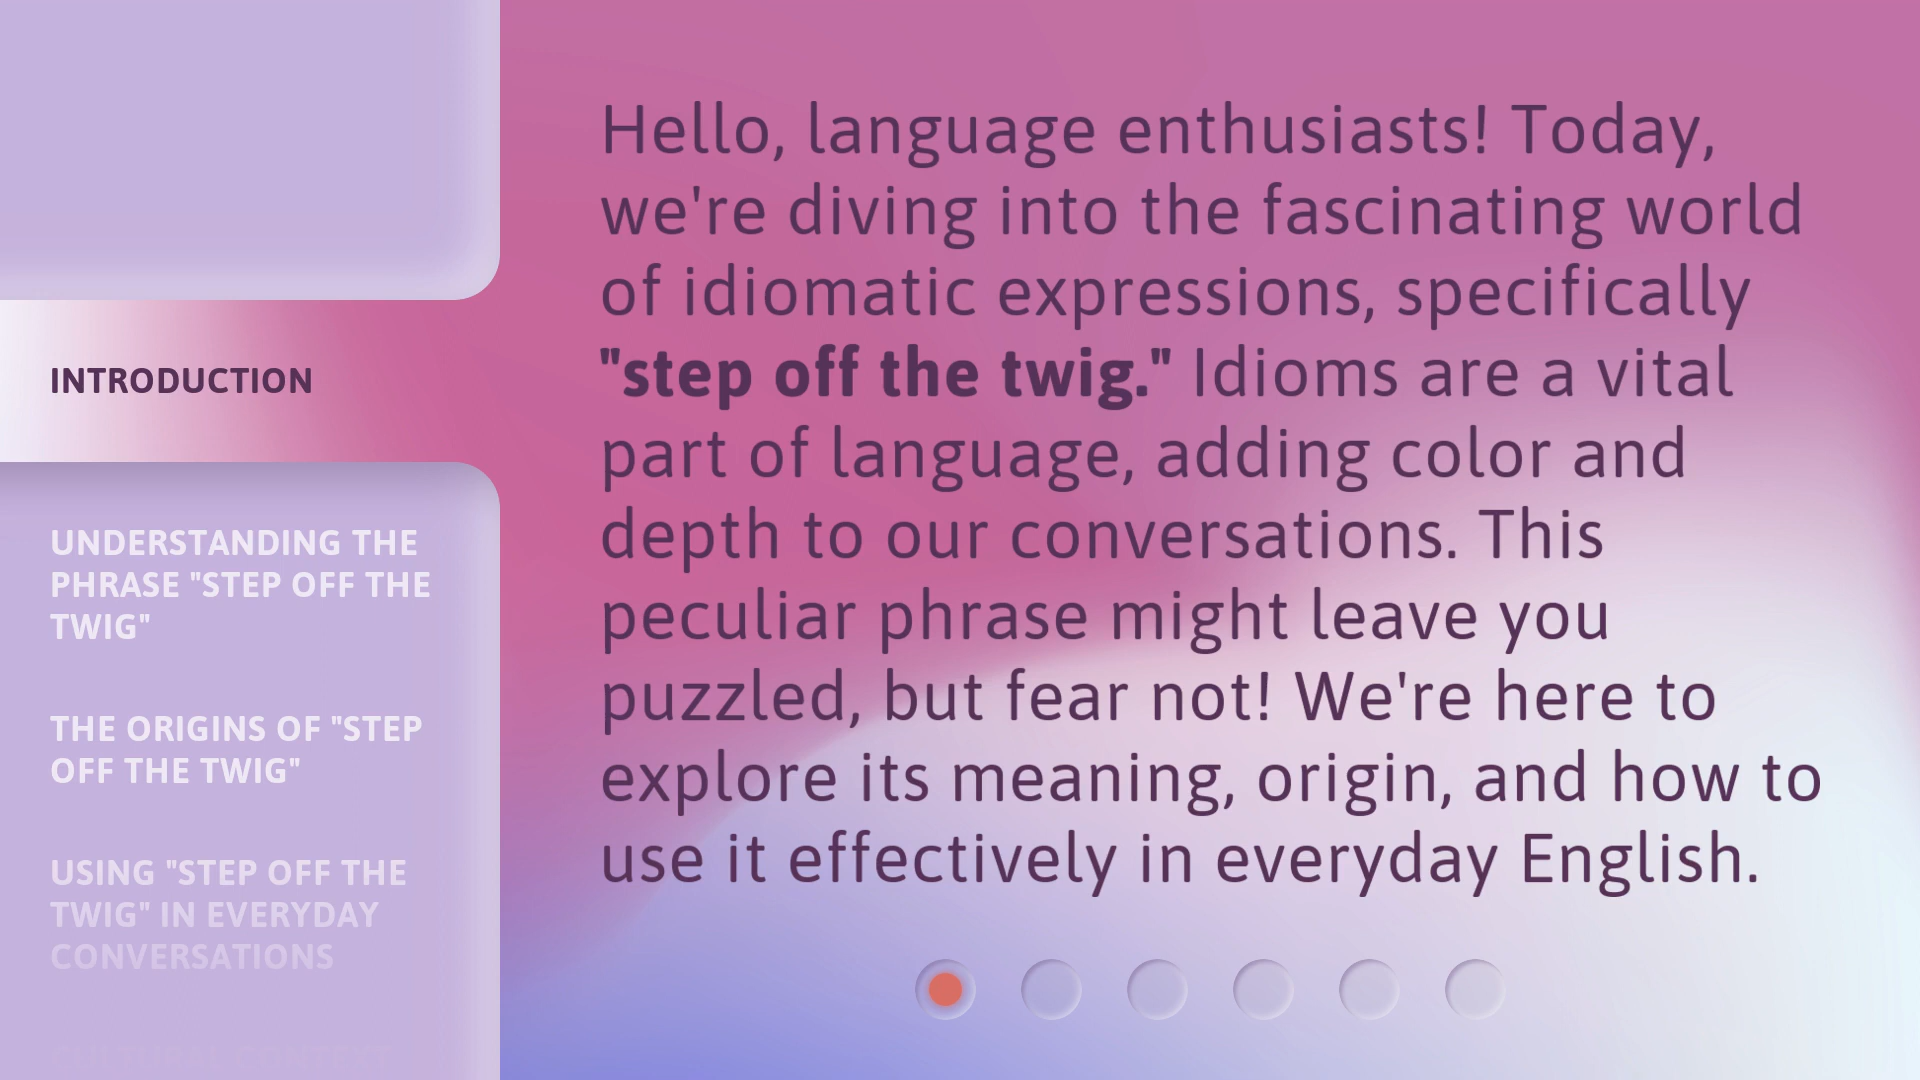 INTRODUCTION
UNDERSTANDING THE
PHRASE "STEP OFF THE
TWIG"
THE ORIGINS OF "STEP
OFF THE TWIG"
USING "STEP OFF THE
TWIG" IN EVERYDAY
CONVERSATIONS
CULTURAL CONTEXT
Hello, language enthusiasts! Today,
we're diving into the fascinating world
of idiomatic expressions, specifically
"step off the twig." Idioms are a vital
part of language, adding color and
depth to our conversations. This
peculiar phrase might leave you
puzzled, but fear not! We're here to
explore its meaning, origin, and how to
use it effectively in everyday English.